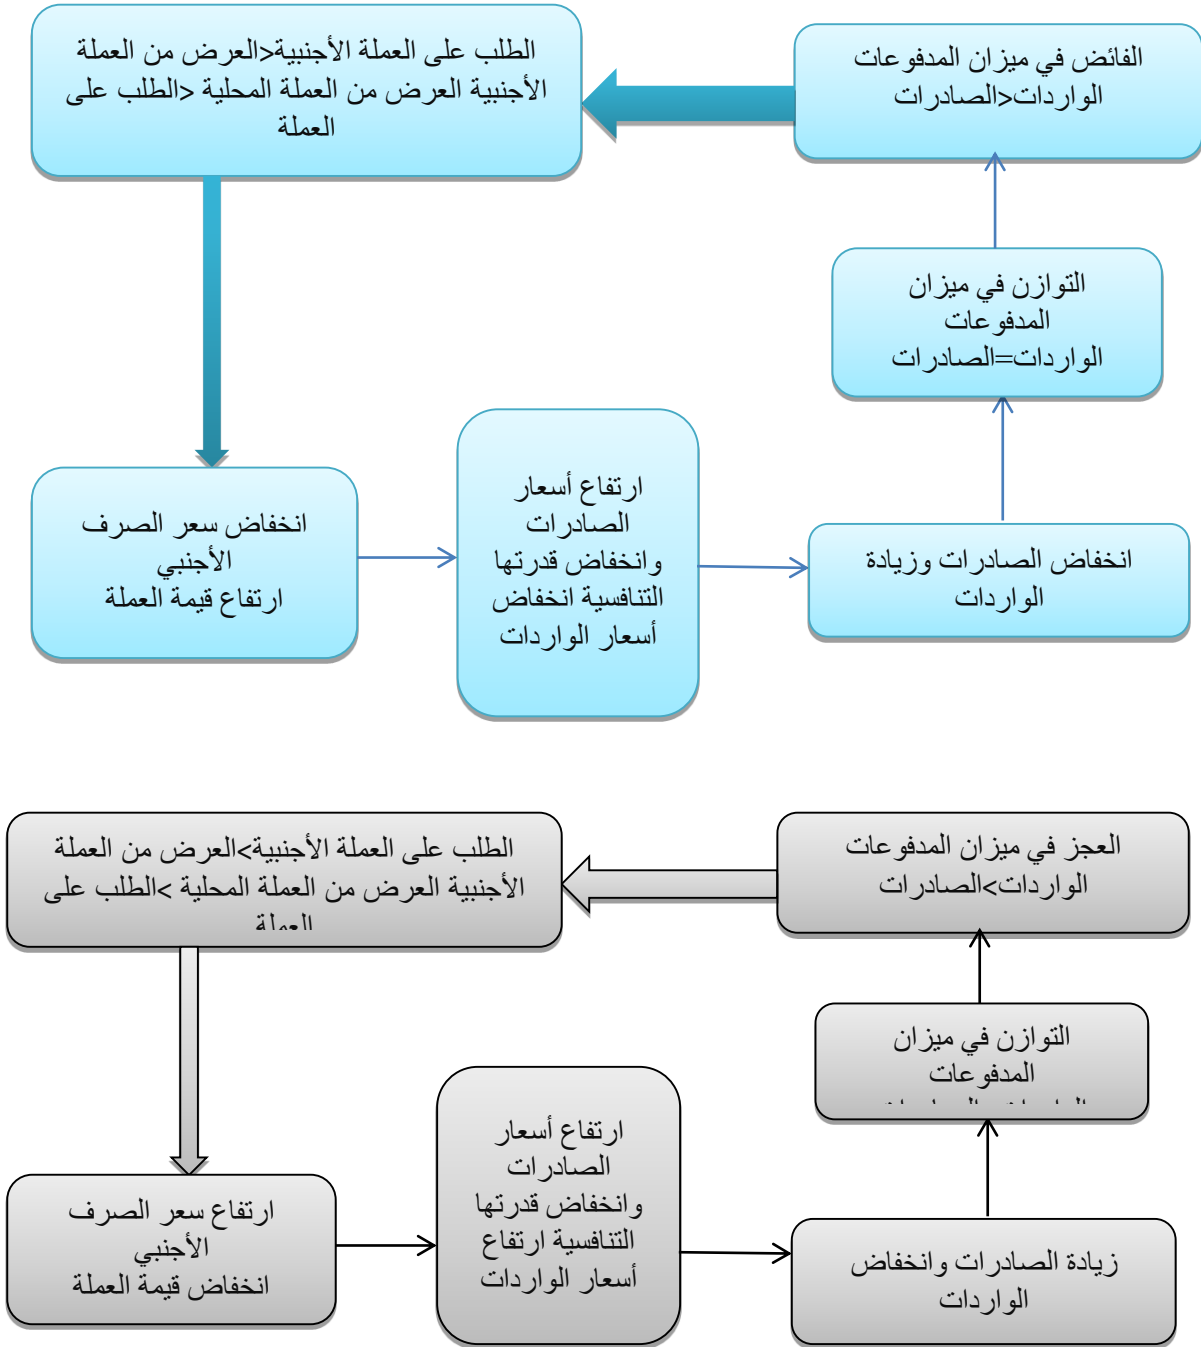 الفائض في ميزان المدفوعات
الواردات<الصادرات
الطلب على العملة الأجنبية<العرض من العملة
الأجنبية العرض من العملة المحلية <الطلب على
العملة
التوازن في ميزان
المدفوعات
الواردات=الصادرات
انخفاض سعر الصرف
الأجنبي
ارتفاع قيمة العملة
ارتفاع أسعار
الصادرات
وانخفاض قدرتها
التنافسية انخفاض
أسعار الواردات
انخفاض الصادرات وزيادة
الواردات
العجز في ميزان المدفوعات
الواردات>الصادرات
الطلب على العملة الأجنبية>العرض من العملة
الأجنبية العرض من العملة المحلية >الطلب على
العملة
التوازن في ميزان
المدفوعات
ارتفاع سعر الصرف
الأجنبي
انخفاض قيمة العملة
ارتفاع أسعار
الصادرات
وانخفاض قدرتها
التنافسية ارتفاع
أسعار الواردات
زيادة الصادرات وانخفاض
الواردات